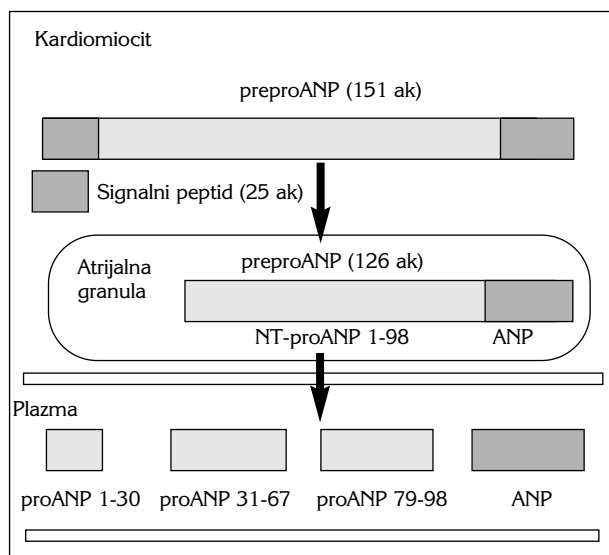 Kardiomiocit
preproANP (151 ak)
Signalni peptid (25 ak)
Atrijalna
granula
preproANP (126 ak)
NT-proANP 1-98 ANP
Plazma
proANP 1-30 proANP 31-67 proANP 79-98 ANP